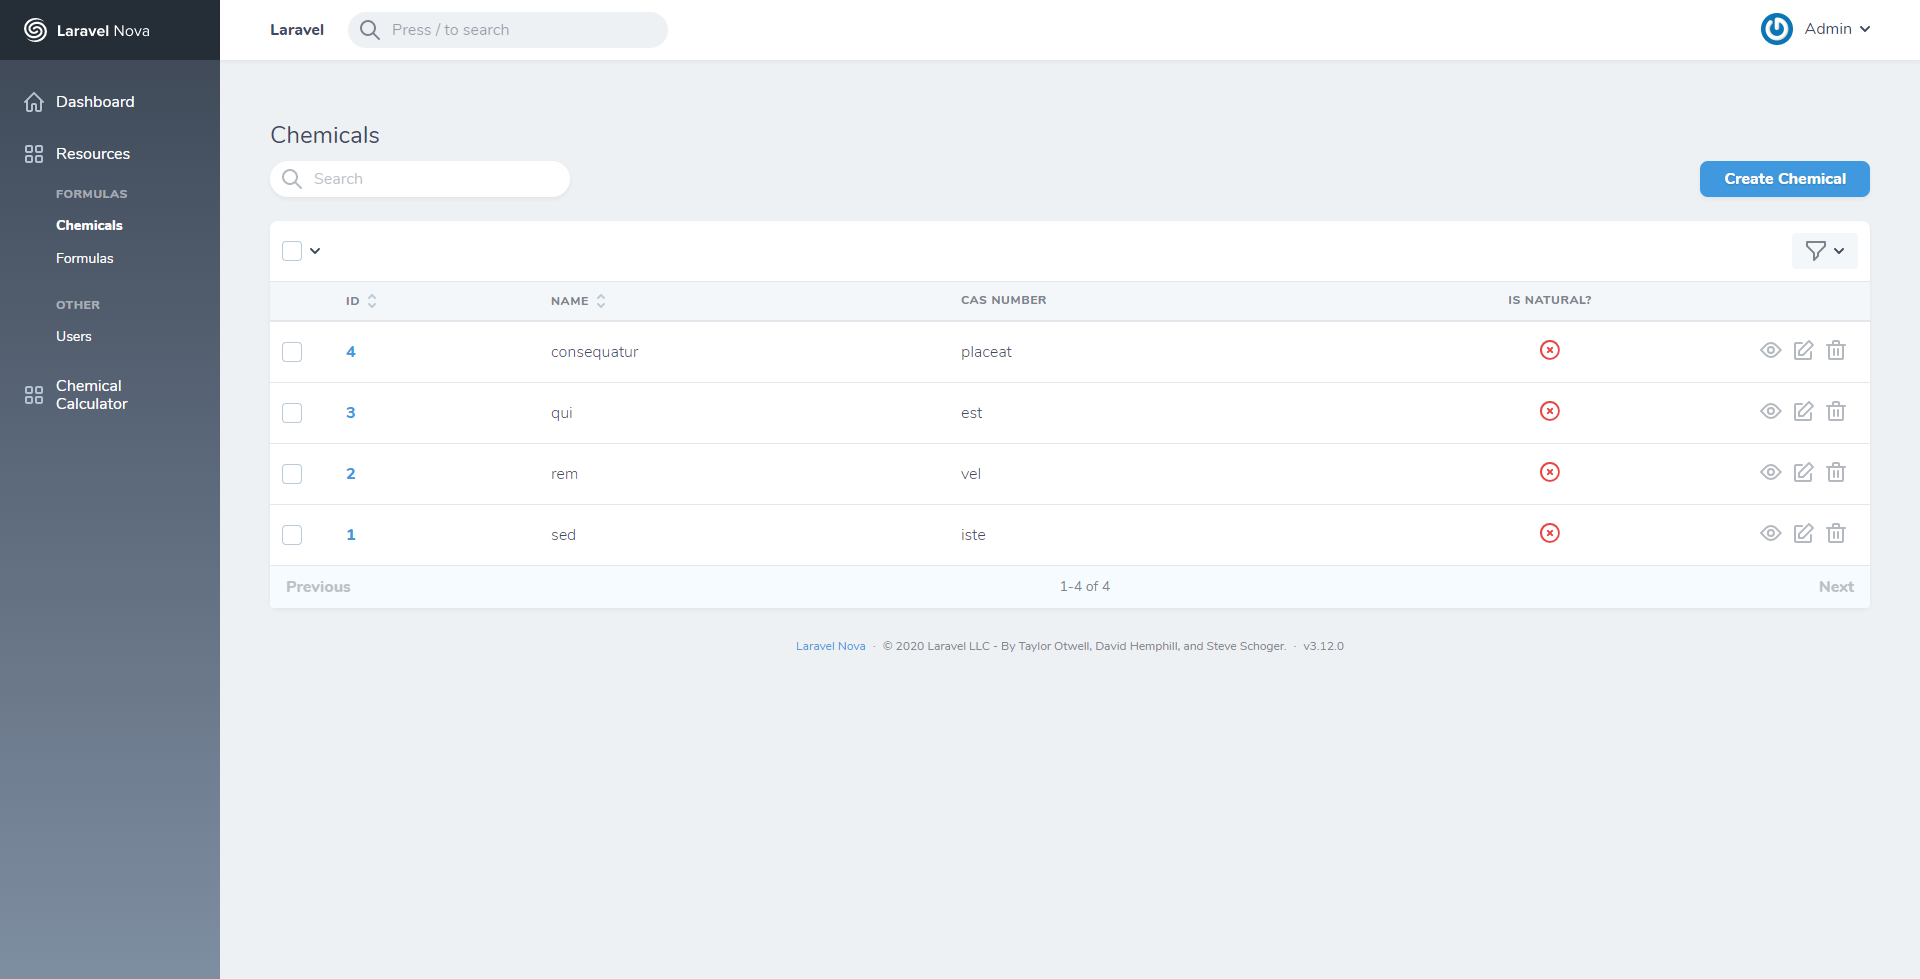 Laravel Nova
Laravel
Press / to search
Admin
Dashboard
Resources
FORMULAS
Chemicals
Formulas
OTHER
Users
Chemical
Calculator
Chemicals
Search
Create Chemical
ID NAME CAS NUMBER IS NATURAL?
4 consequatur placeat
3 qui est
2 rem vel
1 sed iste
Previous 1-4 of 4 Next
Laravel Nova · © 2020 Laravel LLC - By Taylor Otwell, David Hemphill, and Steve Schoger. · v3.12.0